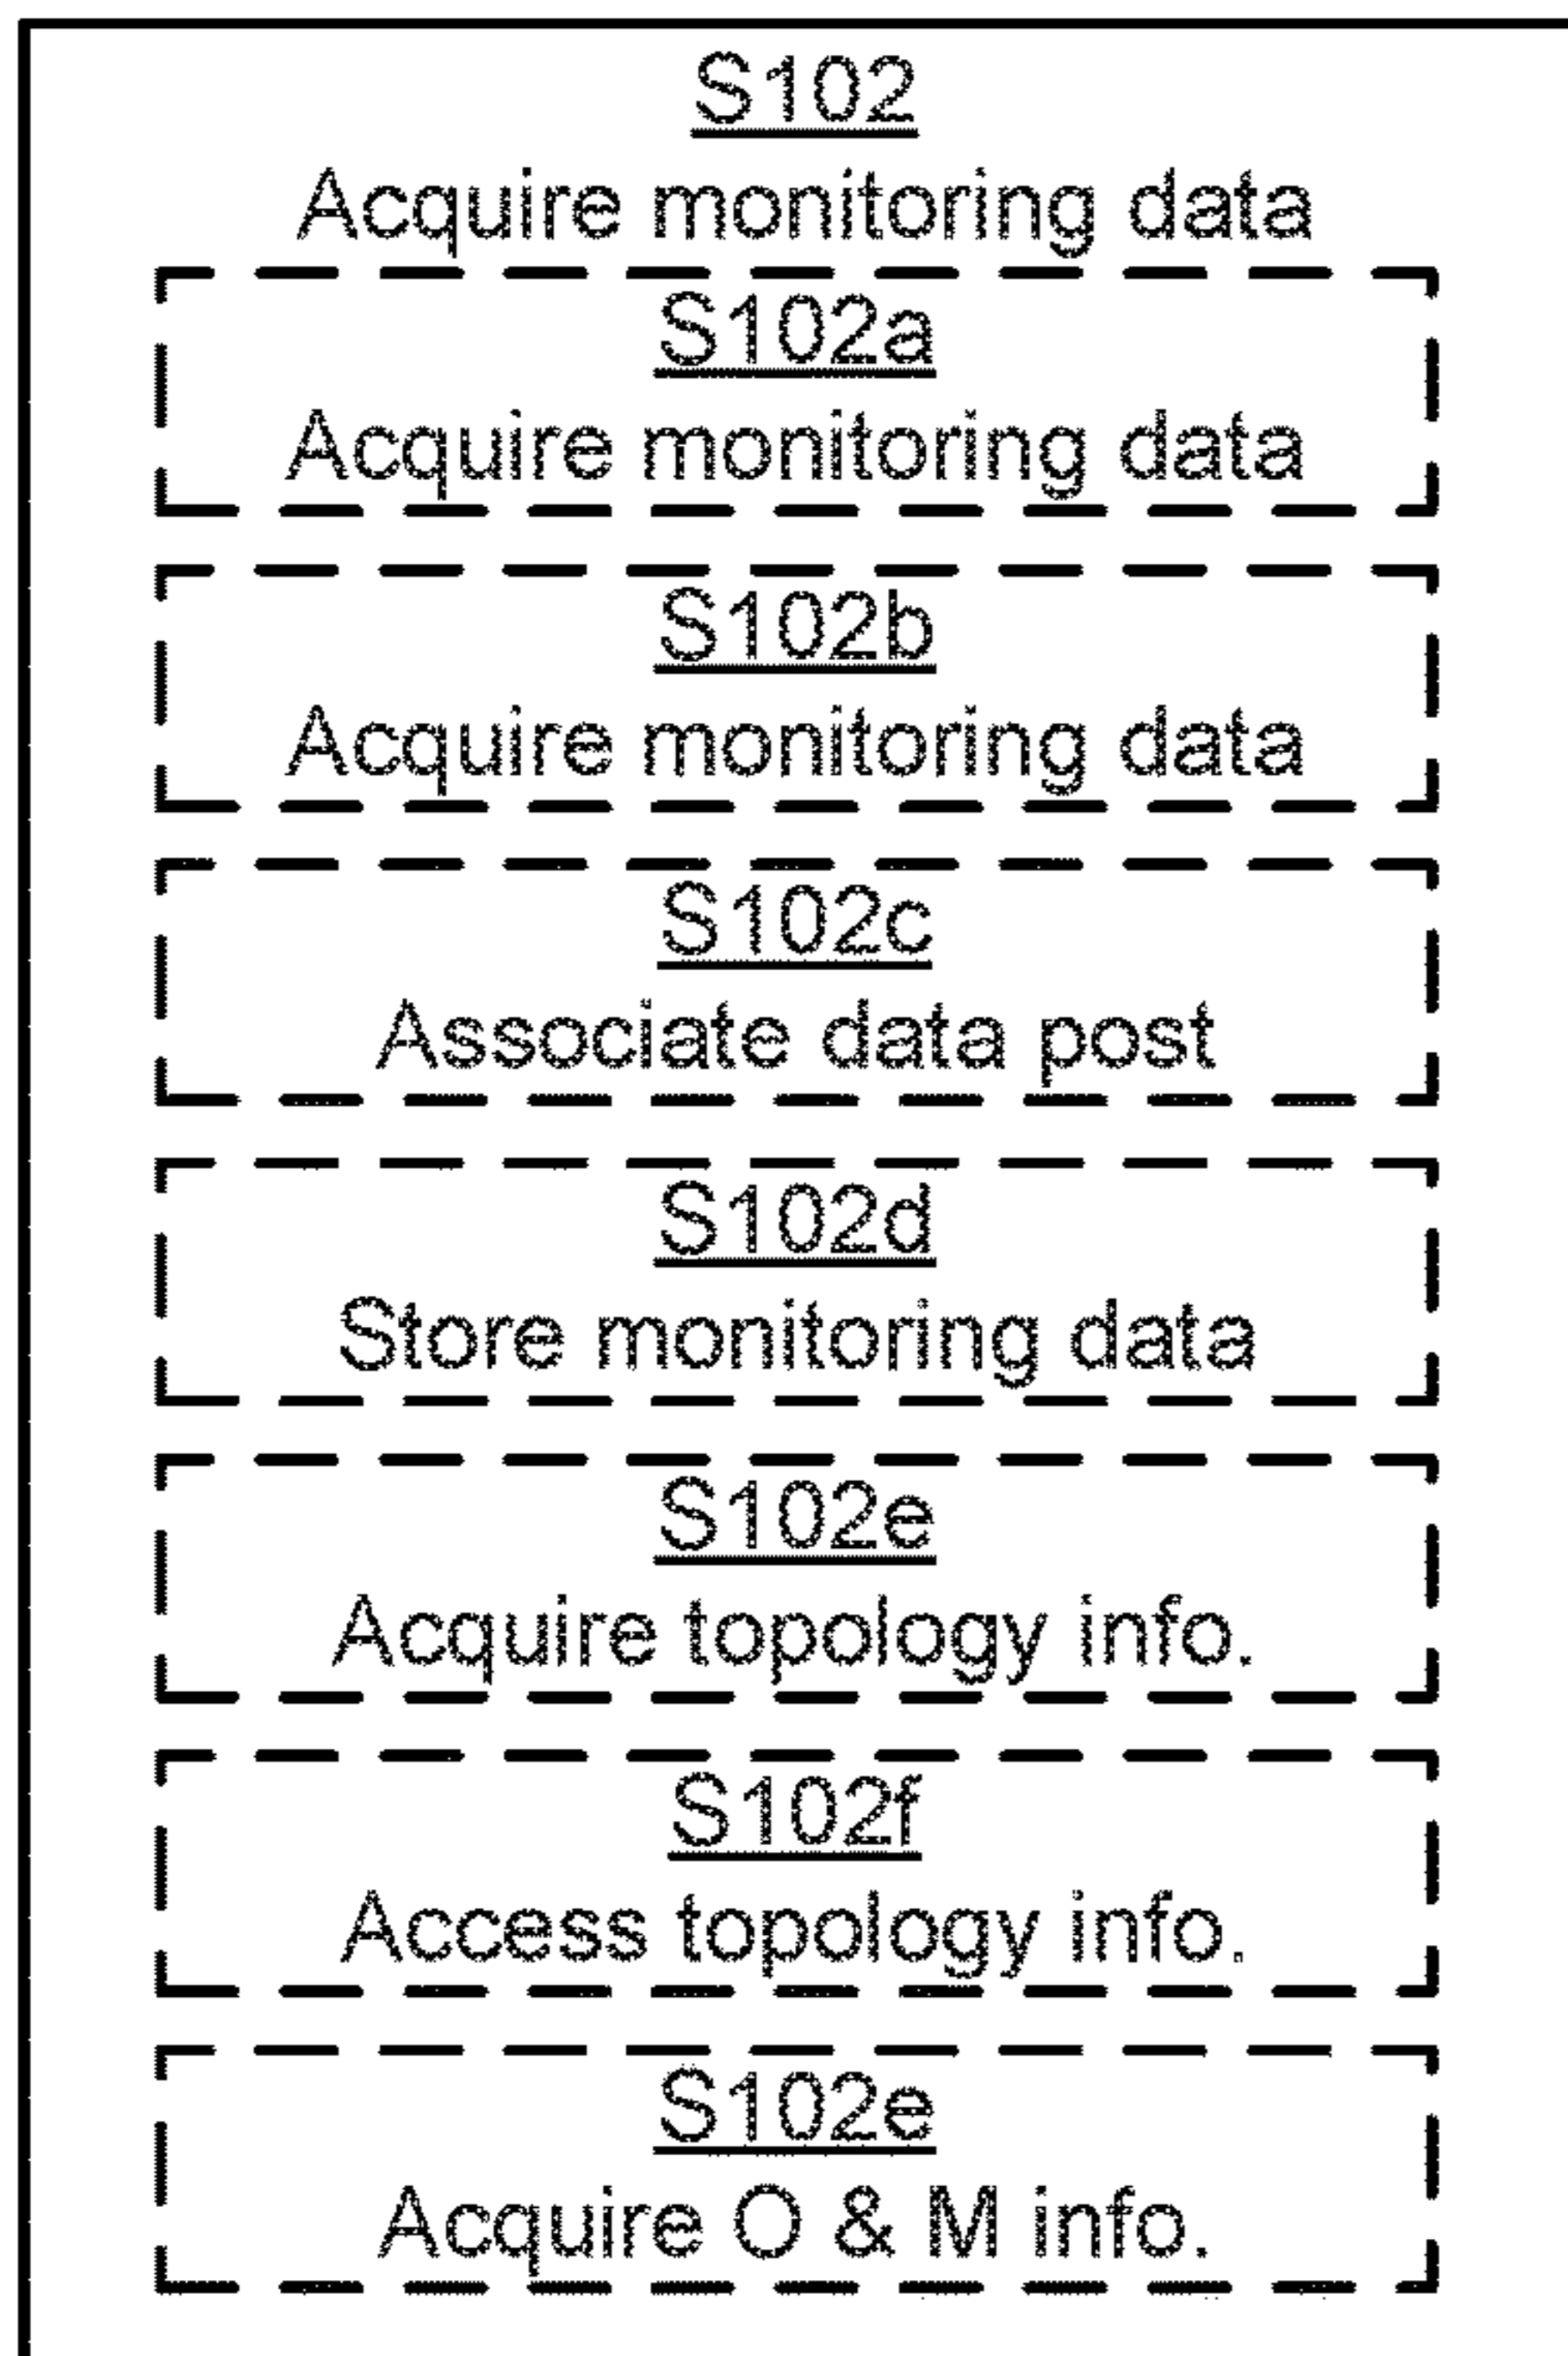 S102
Acquire monitoring data
S102a
Acquire monitoring data
S102b
Acquire monitoring data
S102c
Associate data post
S102d
Store monitoring data
S102e
Acquire topology info.
S102f
Access topology info.
S102e
Acquire O & M info.